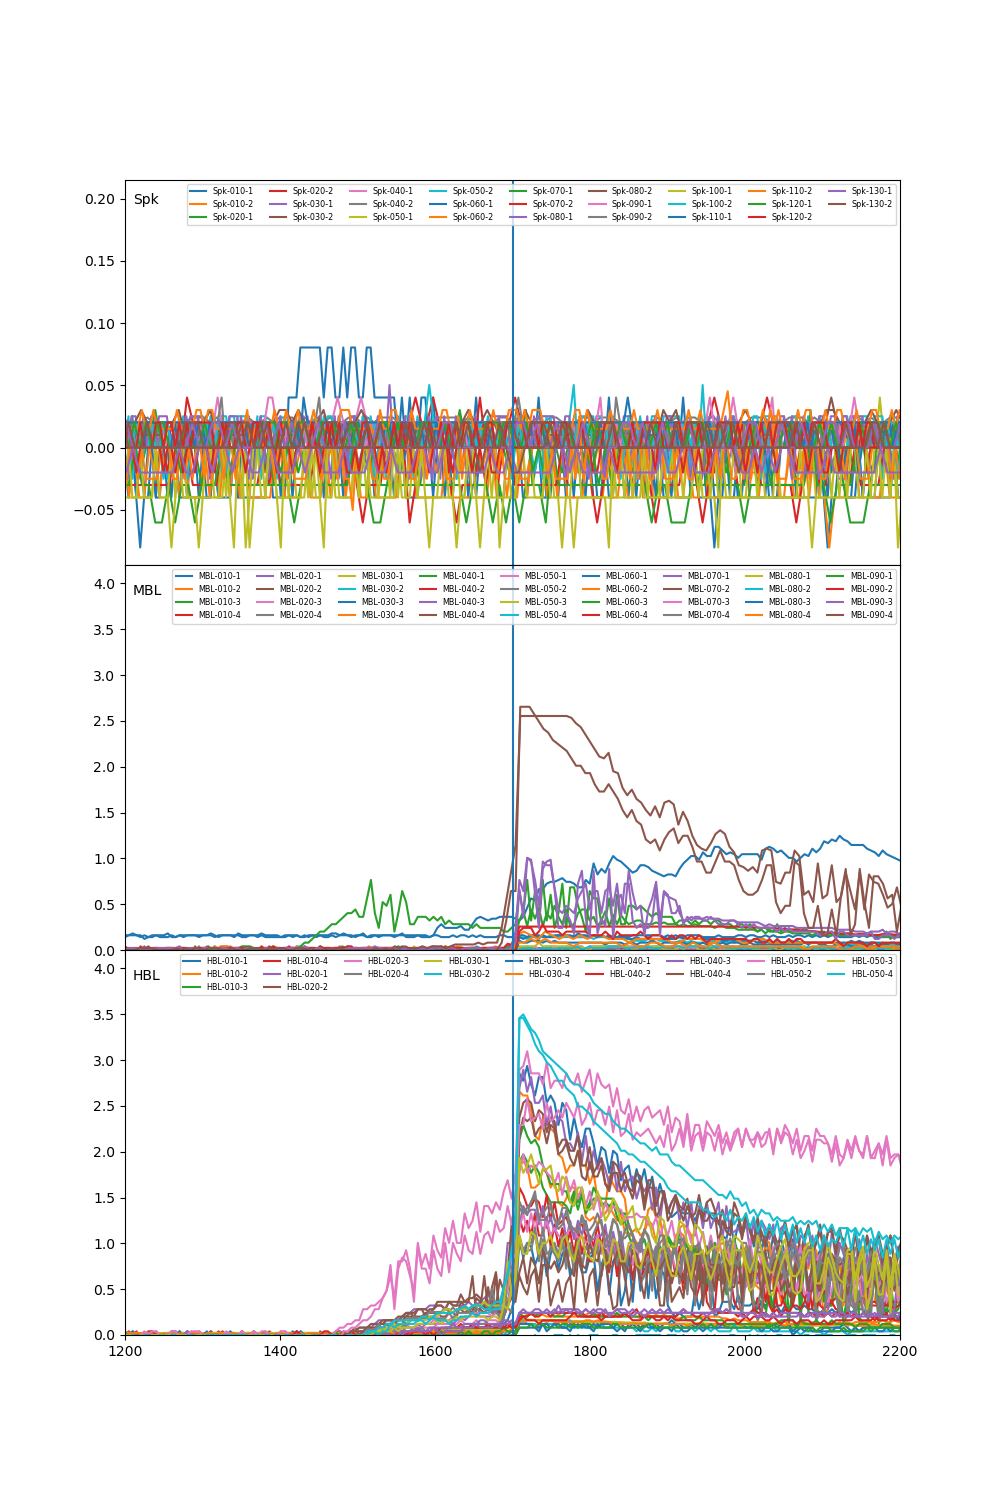 Spk
Spk-010-1 Spk-020-2 Spk-040-1 Spk-050-2 Spk-070-1 Spk-080-2 Spk-100-1 Spk-110-2 Spk-130-1
Spk-010-2 Spk-030-1 Spk-040-2 Spk-060-1 Spk-070-2 Spk-090-1 Spk-100-2 Spk-120-1 Spk-130-2
Spk-020-1 Spk-030-2 Spk-050-1 Spk-060-2 Spk-080-1 Spk-090-2 Spk-110-1 Spk-120-2
0.20
0.15
0.10
0.05
0.00
−0.05
MBL
MBL-010-1 MBL-020-1 MBL-030-1 MBL-040-1 MBL-050-1 MBL-060-1 MBL-070-1 MBL-080-1 MBL-090-1
MBL-010-2 MBL-020-2 MBL-030-2 MBL-040-2 MBL-050-2 MBL-060-2 MBL-070-2 MBL-080-2 MBL-090-2
MBL-010-3 MBL-020-3 MBL-030-3 MBL-040-3 MBL-050-3 MBL-060-3 MBL-070-3 MBL-080-3 MBL-090-3
MBL-010-4 MBL-020-4 MBL-030-4 MBL-040-4 MBL-050-4 MBL-060-4 MBL-070-4 MBL-080-4 MBL-090-4
4.0
3.5
3.0
2.5
2.0
1.5
1.0
0.5
0.0
HBL
HBL-010-1 HBL-010-4 HBL-020-3 HBL-030-1 HBL-030-3 HBL-040-1 HBL-040-3 HBL-050-1 HBL-050-3
HBL-010-2 HBL-020-1 HBL-020-4 HBL-030-2 HBL-030-4 HBL-040-2 HBL-040-4 HBL-050-2 HBL-050-4
HBL-010-3 HBL-020-2
4.0
3.5
3.0
2.5
2.0
1.5
1.0
0.5
0.0
1200 1400 1600 1800 2000 2200